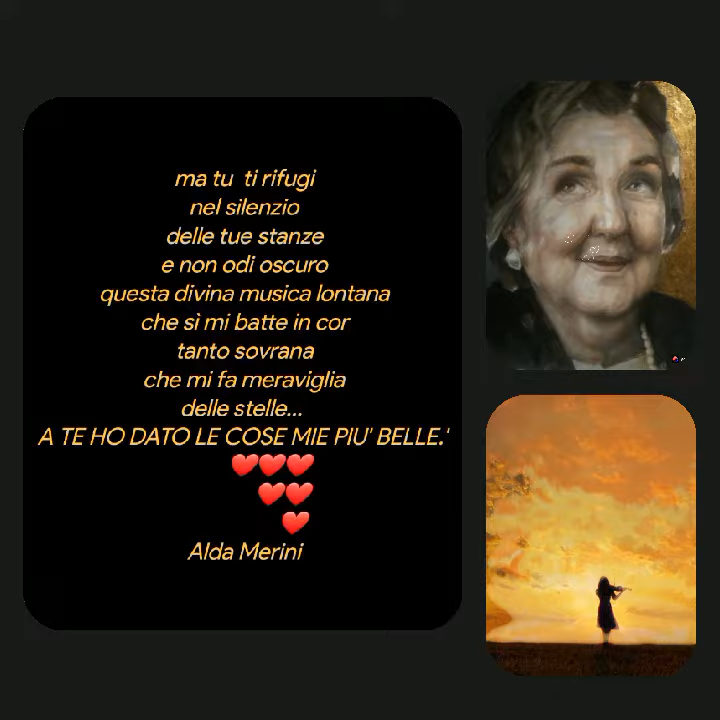 ma tu ti rifugi
nel silenzio
delle tue stanze
e non odi oscuro
questa divina musica lontana
che sì mi batte in cor
tanto sovrana
che mi fa meraviglia
delle stelle...
A TE HO DATO LE COSE MIE PIU' BELLE.'
❤️❤️❤️
❤️❤️
❤️
Alda Merini